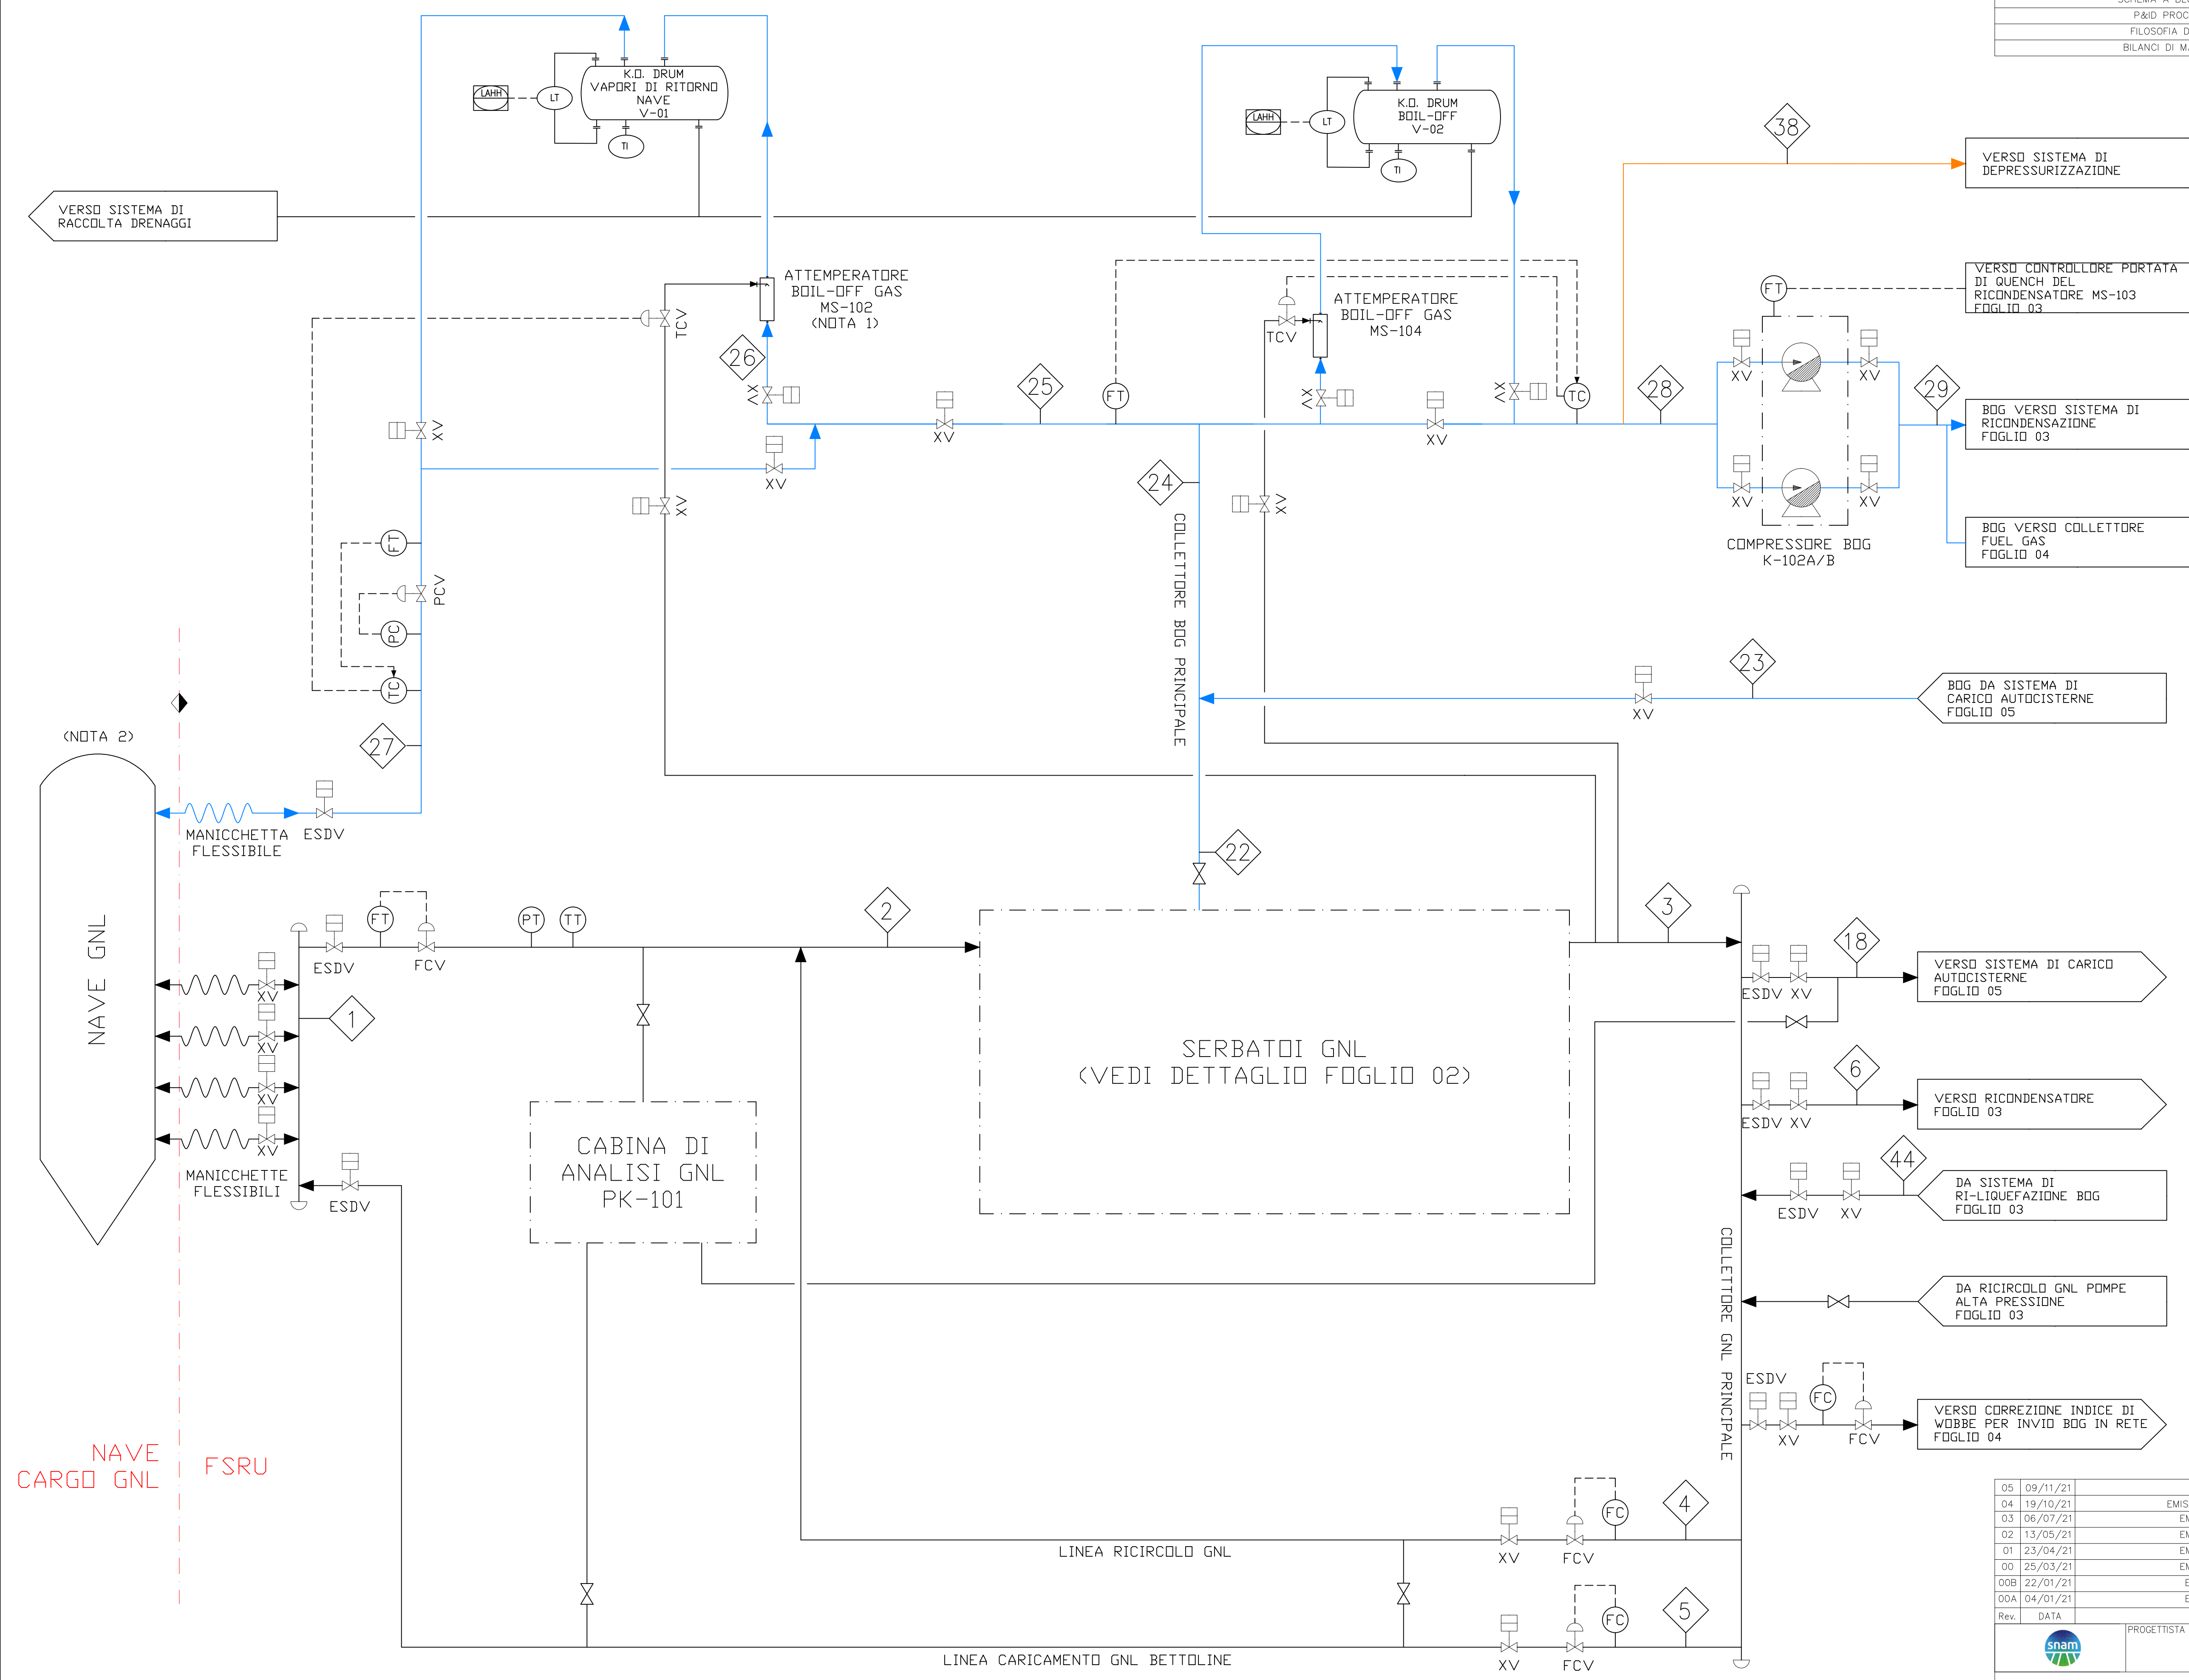 SCHEMA A BL
P&ID PROC
FILOSOFIA D
BILANCI DI MA
K.O. DRUM
VAPORI DI RITORNO
NAVE
V-01
LAHH
LT
TI
K.O. DRUM
BOIL-OFF
V-02
LAHH
LT
TI
38
VERSO SISTEMA DI
DEPRESSURIZZAZIONE
VERSO SISTEMA DI
RACCOLTA DRENAGGI
ATTEMPERATORE
BOIL-OFF GAS
MS-102
(NOTA 1)
TCV
ATTEMPERATORE
BOIL-OFF GAS
MS-104
TCV
FT
VERSO CONTROLLORE PORTATA
DI QUENCH DEL
RICONDENSATORE MS-103
FOGLIO 03
26
XV
25
FT
XV
XV
TC
28
XV
XV
29
BOG VERSO SISTEMA DI
RICONDENSAZIONE
FOGLIO 03
XV
XV
XV
XV
24
XV
XV
XV
XV
BOG VERSO COLLETTORE
FUEL GAS
FOGLIO 04
COMPRESSORE BOG
K-102A/B
FT
PCV
PC
TC
27
COLLETTORE BOG PRINCIPALE
23
XV
BOG DA SISTEMA DI
CARICO AUTOCISTERNE
FOGLIO 05
(NOTA 2)
MANICCHETTA
FLESSIBILE
ESDV
22
NAVE GNL
ESDV
FT
FCV
PT
TT
2
3
18
ESDV XV
VERSO SISTEMA DI CARICO
AUTOCISTERNE
FOGLIO 05
XV
XV
XV
XV
1
SERBATOI GNL
(VEDI DETTAGLIO FOGLIO 02)
6
ESDV XV
VERSO RICONDENSATORE
FOGLIO 03
MANICCHETTE
FLESSIBILI
ESDV
CABINA DI
ANALISI GNL
PK-101
44
ESDV
XV
DA SISTEMA DI
RI-LIQUEFAZIONE BOG
FOGLIO 03
COLLETTORE GNL PRINCIPALE
DA RICIRCOLO GNL POMPE
ALTA PRESSIONE
FOGLIO 03
ESDV
XV
FC
FCV
VERSO CORREZIONE INDICE DI
WOBBE PER INVIO BOG IN RETE
FOGLIO 04
NAVE
CARGO GNL
FSRU
XV
FCV
FC
4
LINEA RICIRCOLO GNL
XV
FCV
FC
5
LINEA CARICAMENTO GNL BETTOLINE
05 09/11/21
04 19/10/21 EMIS
03 06/07/21 EM
02 13/05/21 EM
01 23/04/21 EM
00 25/03/21 EM
00B 22/01/21 E
00A 04/01/21 E
Rev. DATA
snam
PROGETTISTA